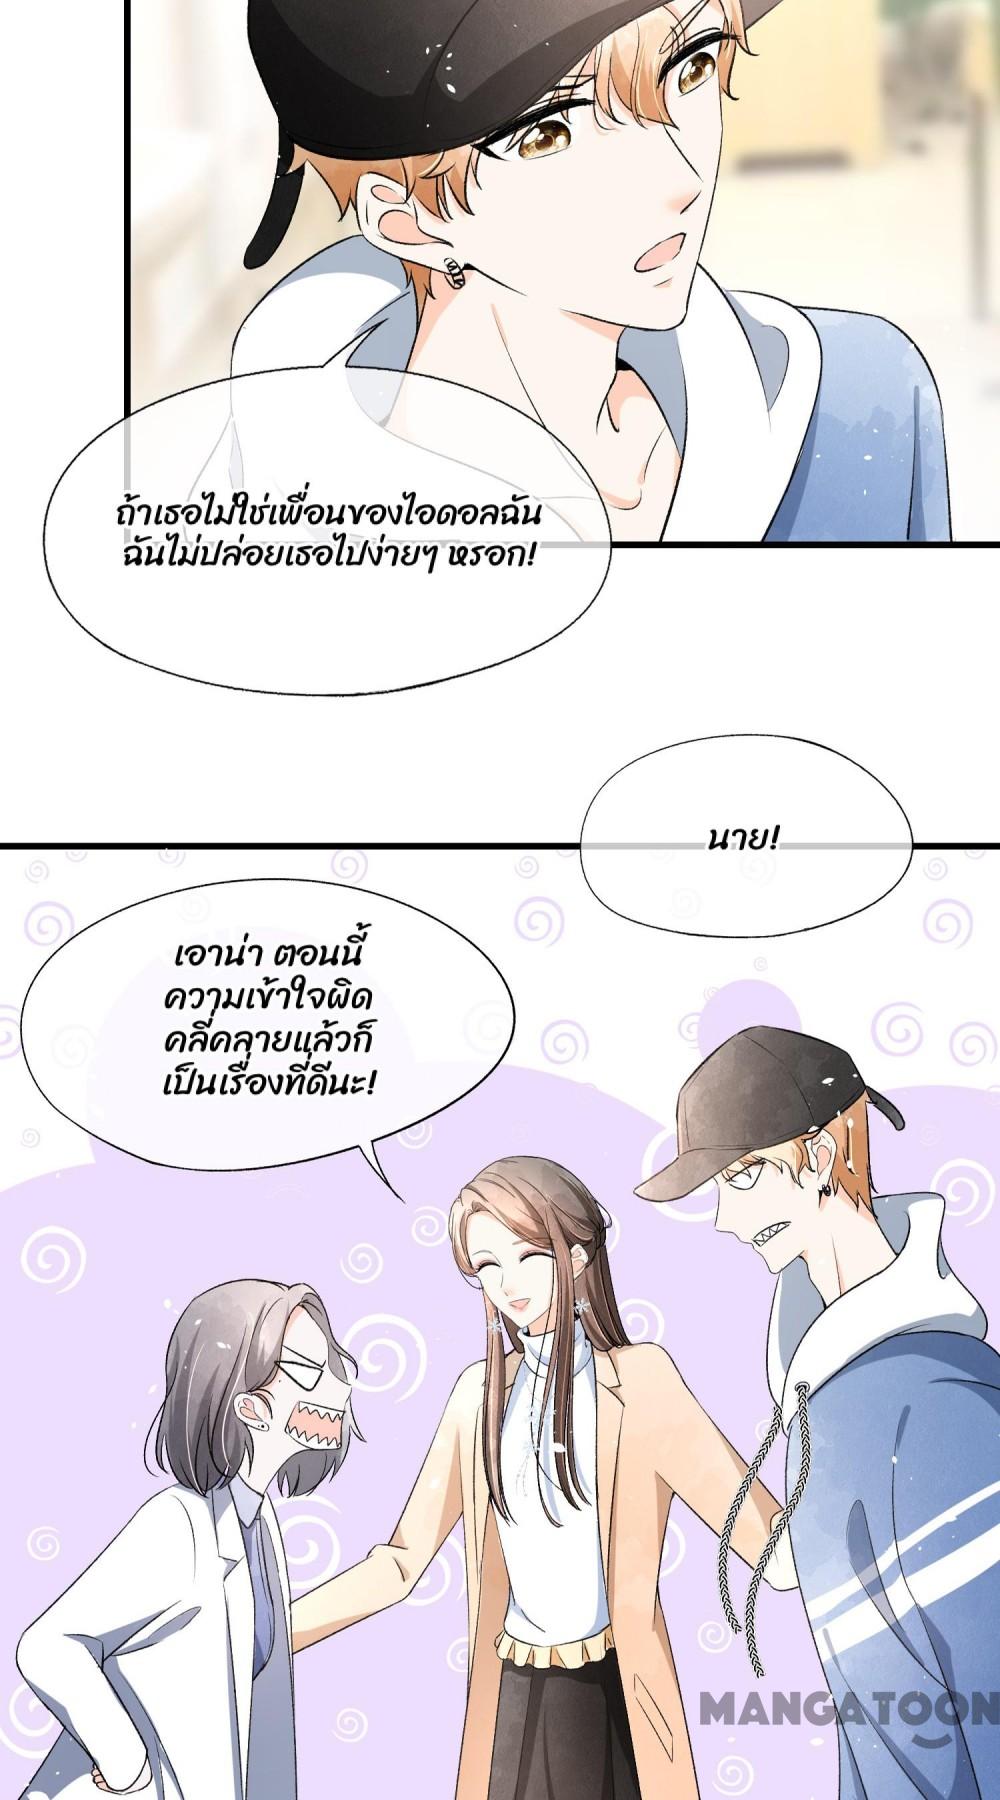 ถ้าเธอไม่ใช่เพื่อนของไอดอลฉัน
ฉันไม่ปล่อยเธอไปง่ายๆ หรอก!
นาย!
เอาน่า ตอนนี้
ความเข้าใจผิด
คลี่คลายแล้วก็
เป็นเรื่องที่ดีนะ!
MANGATOON